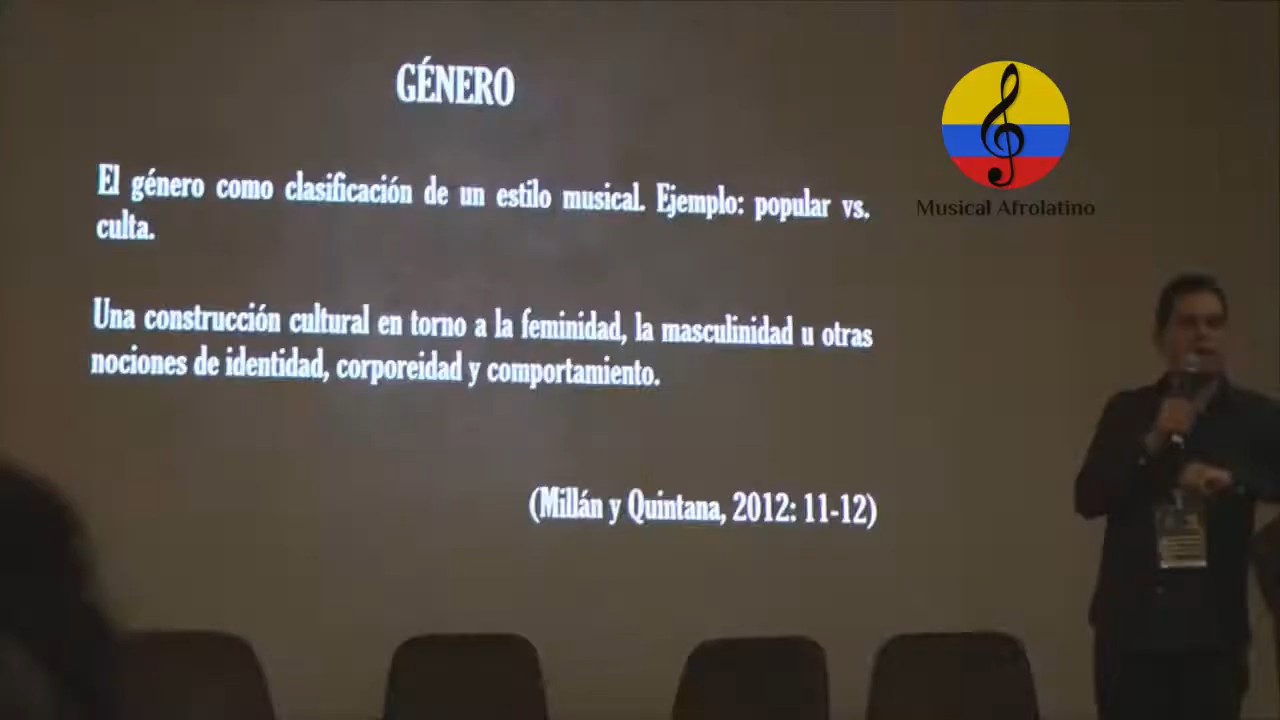 GÉNERO
El género como clasificación de un estilo musical. Ejemplo: popular vs.
culta.
Una construcción cultural en torno a la feminidad, la masculinidad u otras
nociones de identidad, corporeidad y comportamiento.
(Millán y Quintana, 2012: 11-12)
Musical Afrolatino